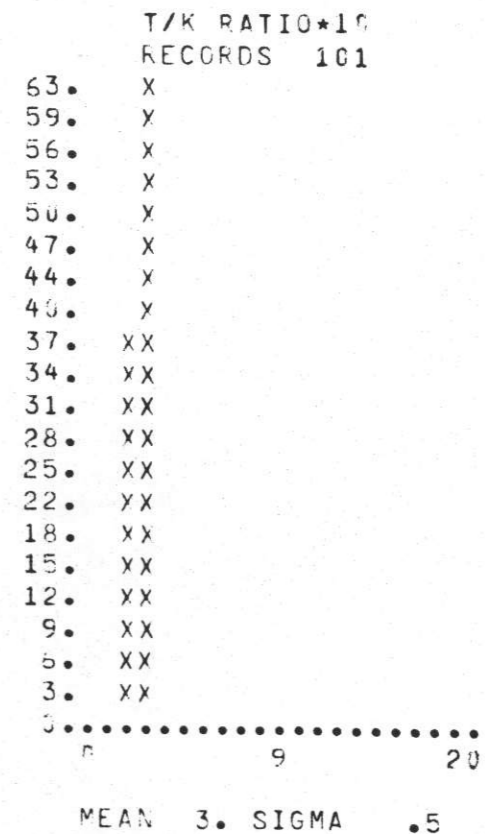 T/K RATIO*10
RECORDS 101
63. X
59. X
56. X
53. X
50. X
47. X
44. X
40. X
37. XX
34. XX
31. XX
28. XX
25. XX
22. XX
18. XX
15. XX
12. XX
9. XX
6. XX
3. XX
0......................
0 9 20
MEAN 3. SIGMA .5